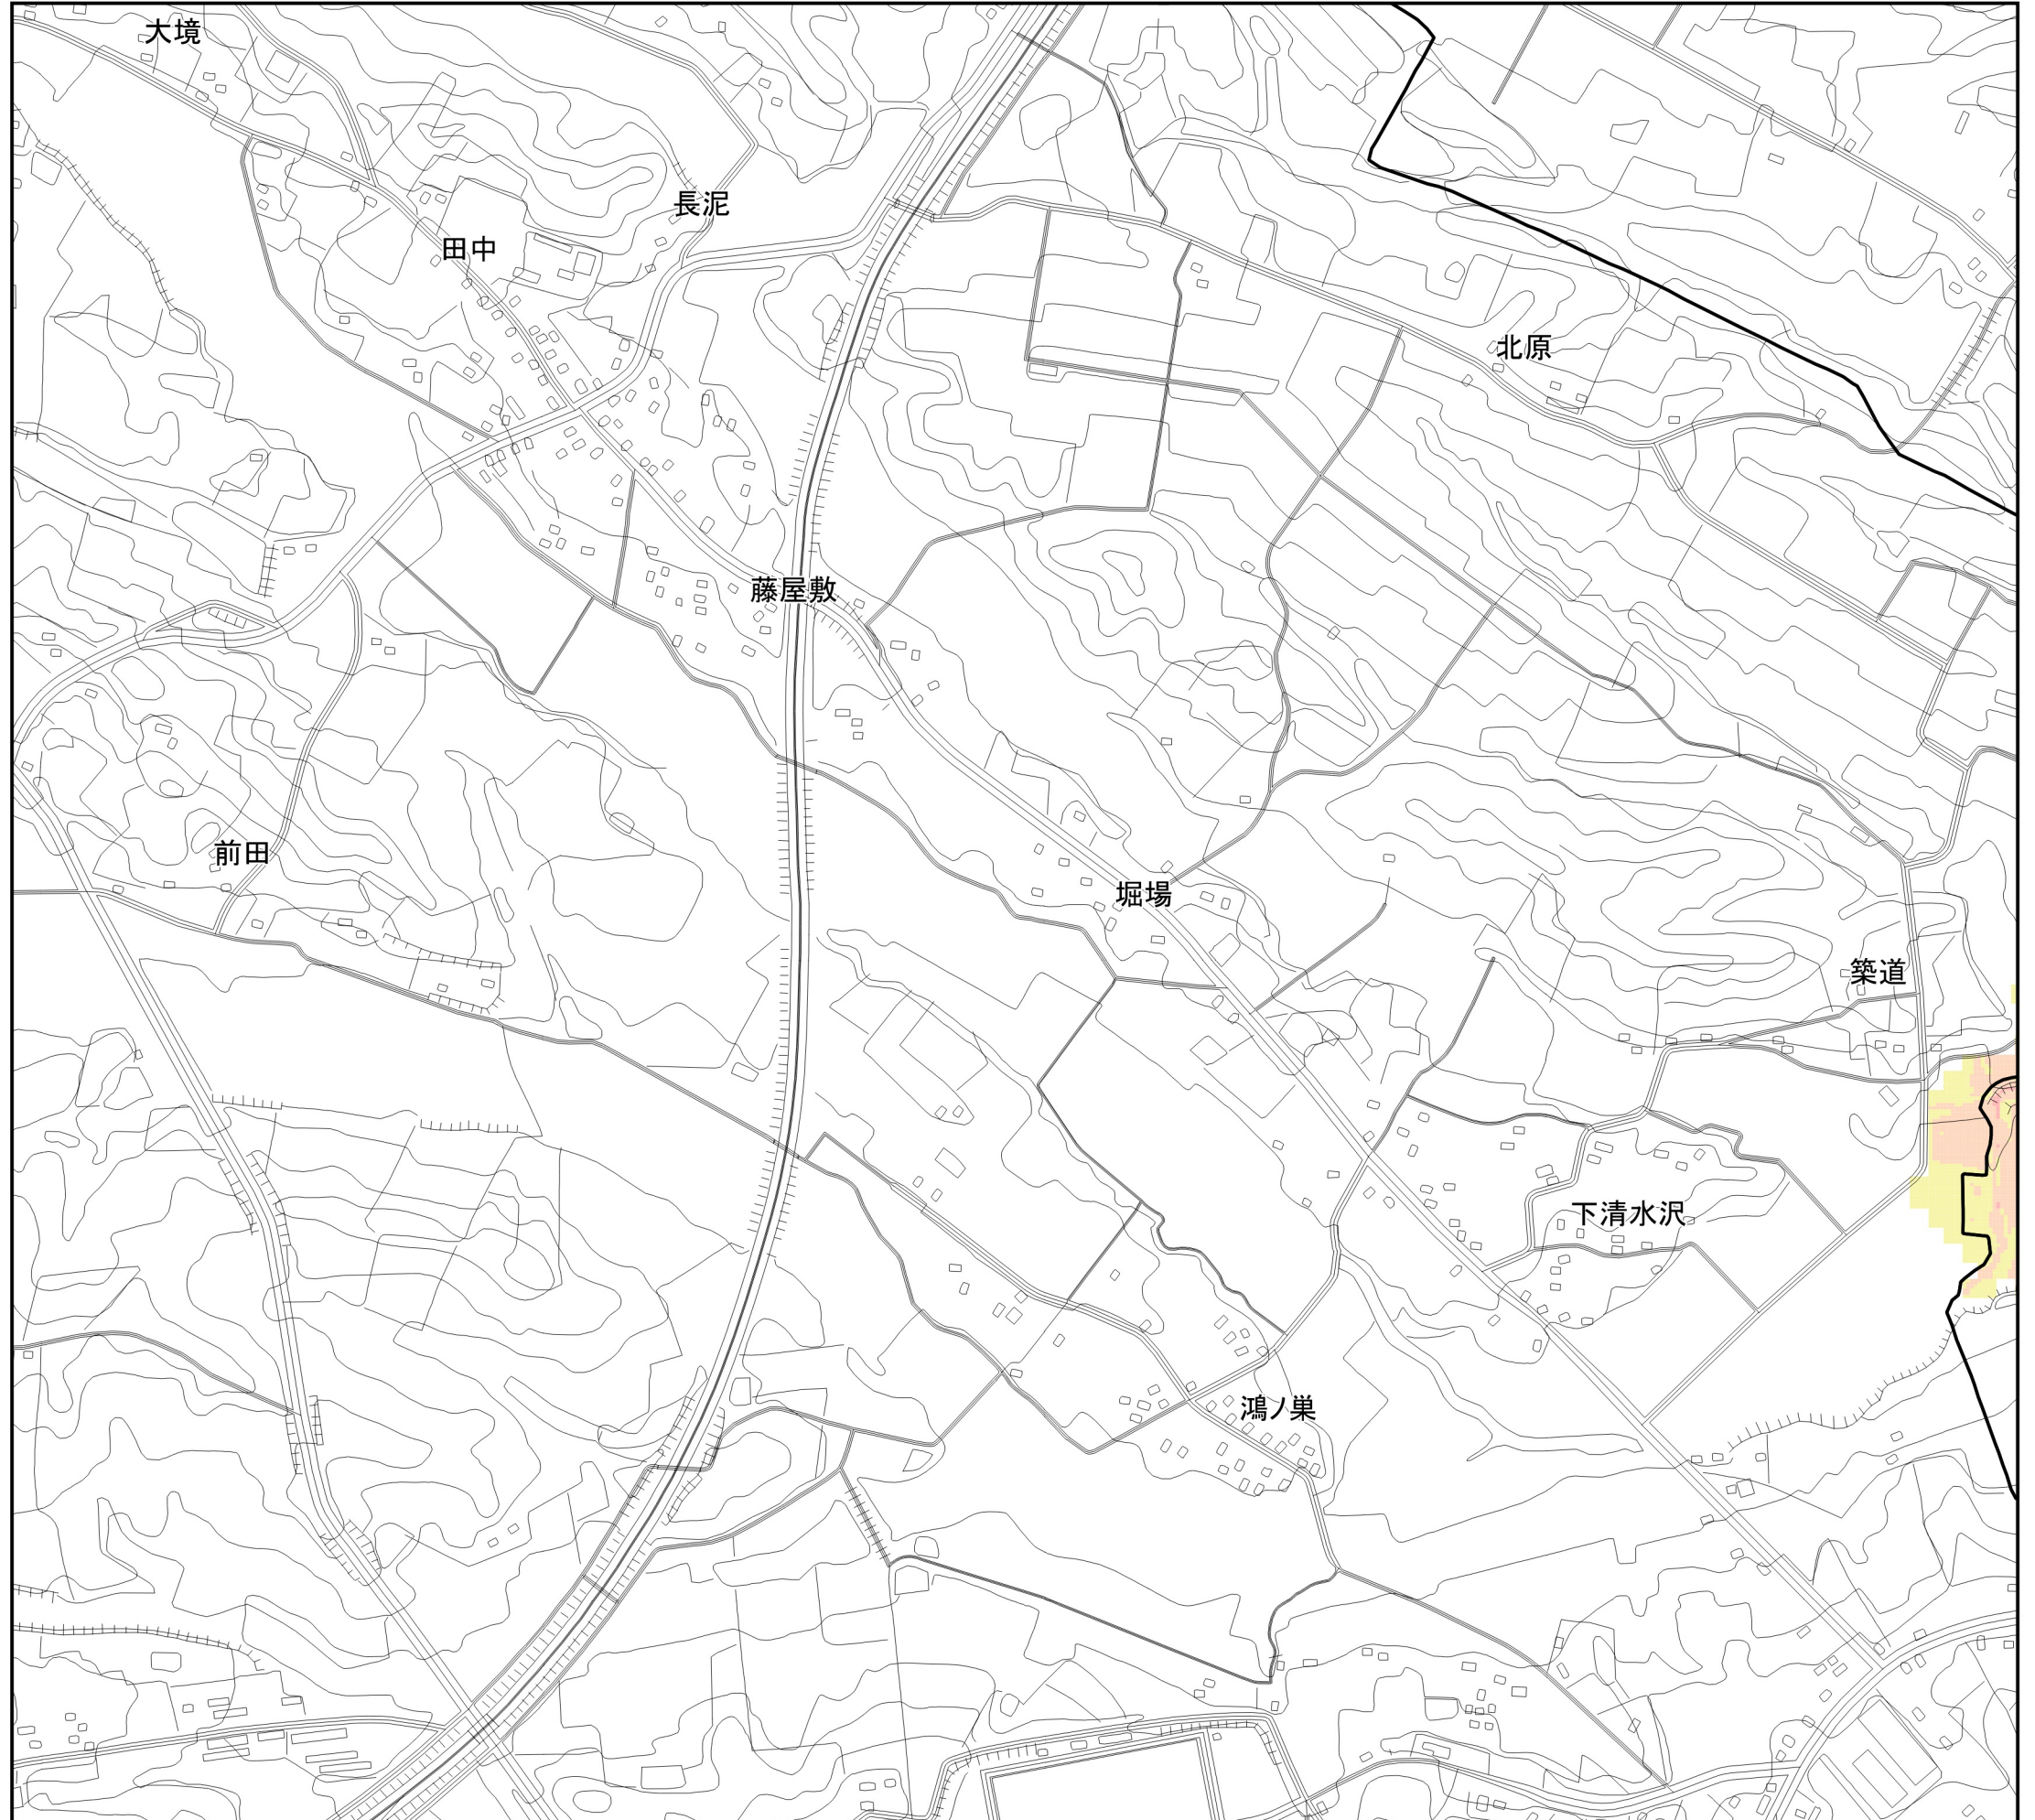 大境
長泥
田中
北原
藤屋敷
前田
堀場
築道
下清水沢
鴻ノ巣